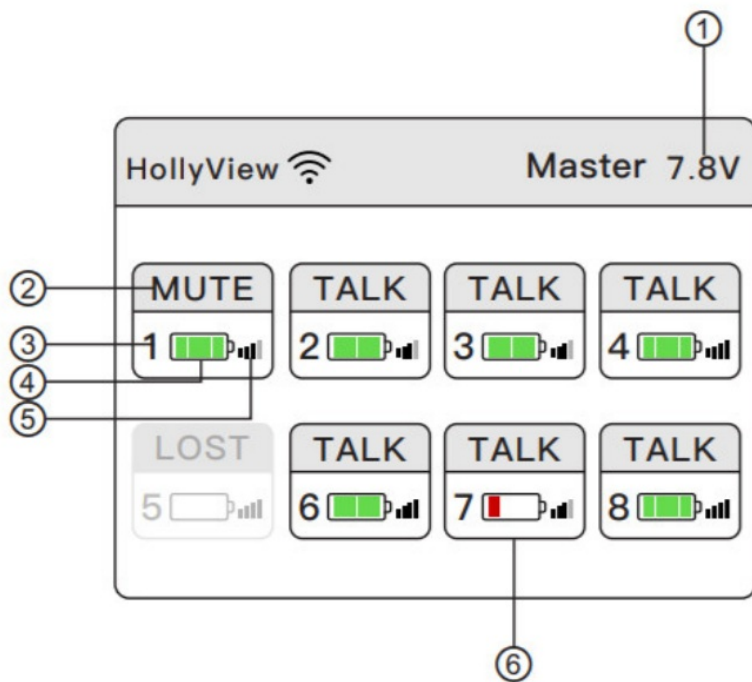 ①
HollyView Master 7.8V
② MUTE TALK TALK TALK
③ 1 2 3 4
④
⑤
LOST TALK TALK TALK
5 6 7 8
⑥